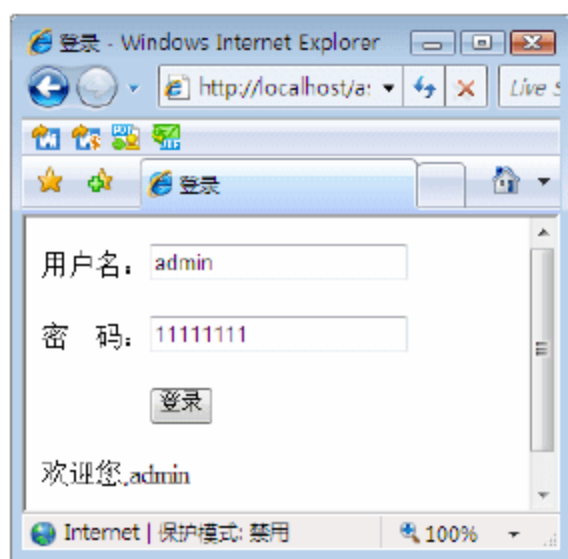 登录 - Windows Internet Explorer
http://localhost/a
Live
登录
用户名：admin
密 码：11111111
登录
欢迎您,admin
Internet | 保护模式: 禁用 100%